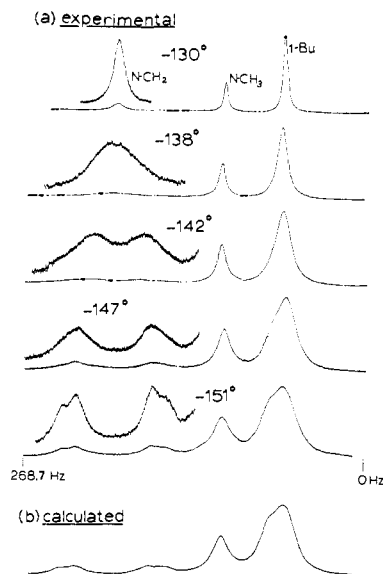 (a) experimental
-130°
t-Bu
N-CH₂
N-CH₃
-138°
-142°
-147°
-151°
268.7 Hz
0 Hz
(b) calculated